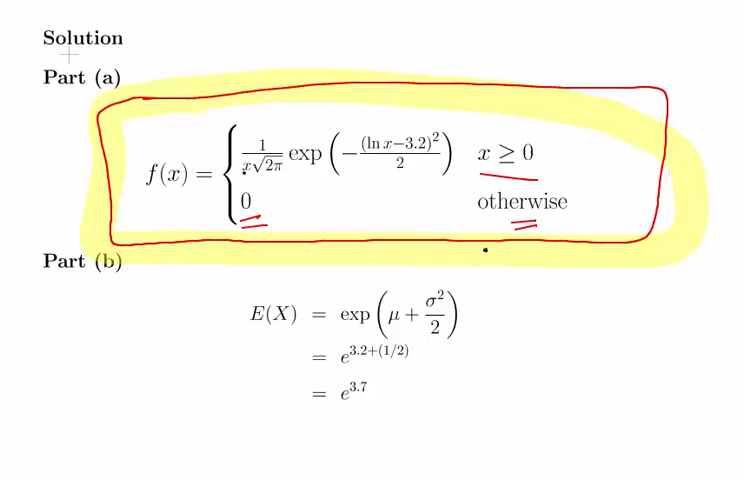 Solution
Part (a)
f(x) = { 1/(x√2π) exp(−(ln x−3.2)²/2) x ≥ 0
0 otherwise
Part (b)
E(X) = exp(μ + σ²/2)
= e^{3.2+(1/2)}
= e^{3.7}